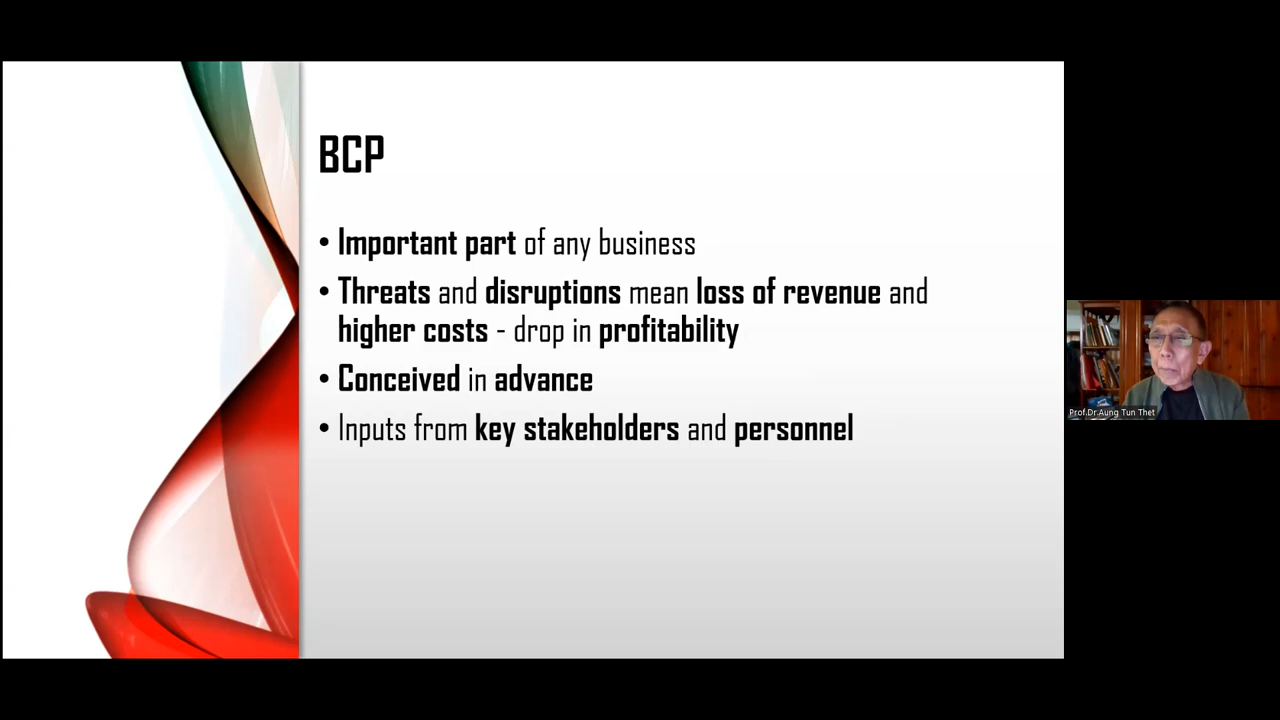 BCP
• Important part of any business
• Threats and disruptions mean loss of revenue and
higher costs - drop in profitability
• Conceived in advance
• Inputs from key stakeholders and personnel
Prof.Dr.Aung Tun Thet